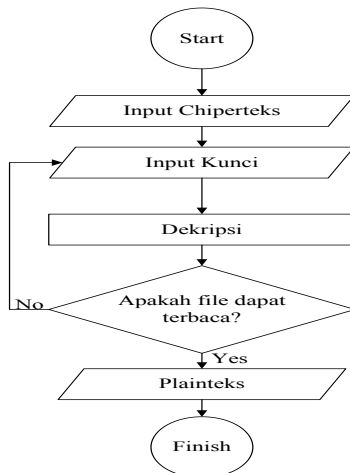 Start
Input Chiperteks
Input Kunci
Dekripsi
Apakah file dapat
terbaca?
No
Yes
Plainteks
Finish